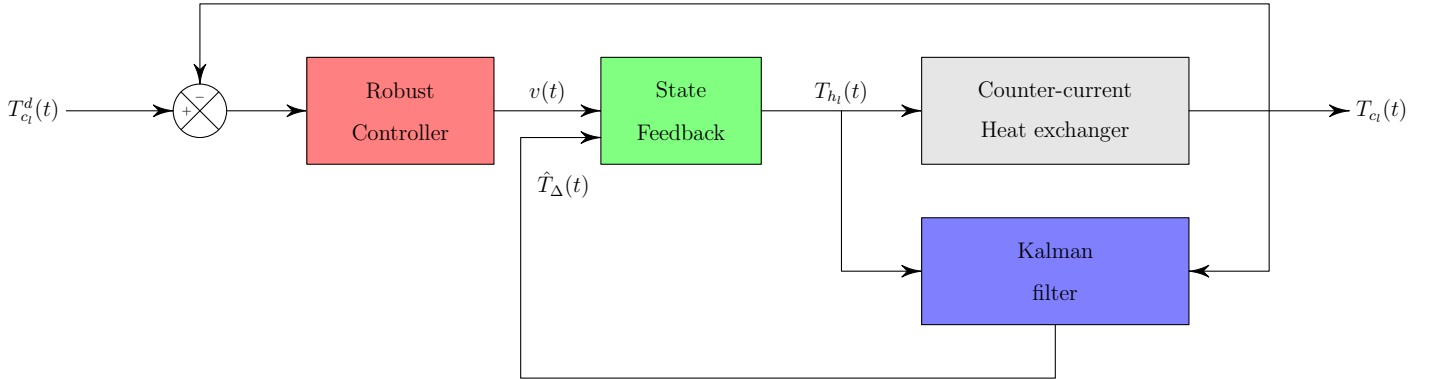 −
Robust
Controller
State
Feedback
Counter-current
Heat exchanger
$T_{c_l}^d(t)$
+
$v(t)$
$T_{h_l}(t)$
$T_{c_l}(t)$
$\hat{T}_\Delta(t)$
Kalman
filter